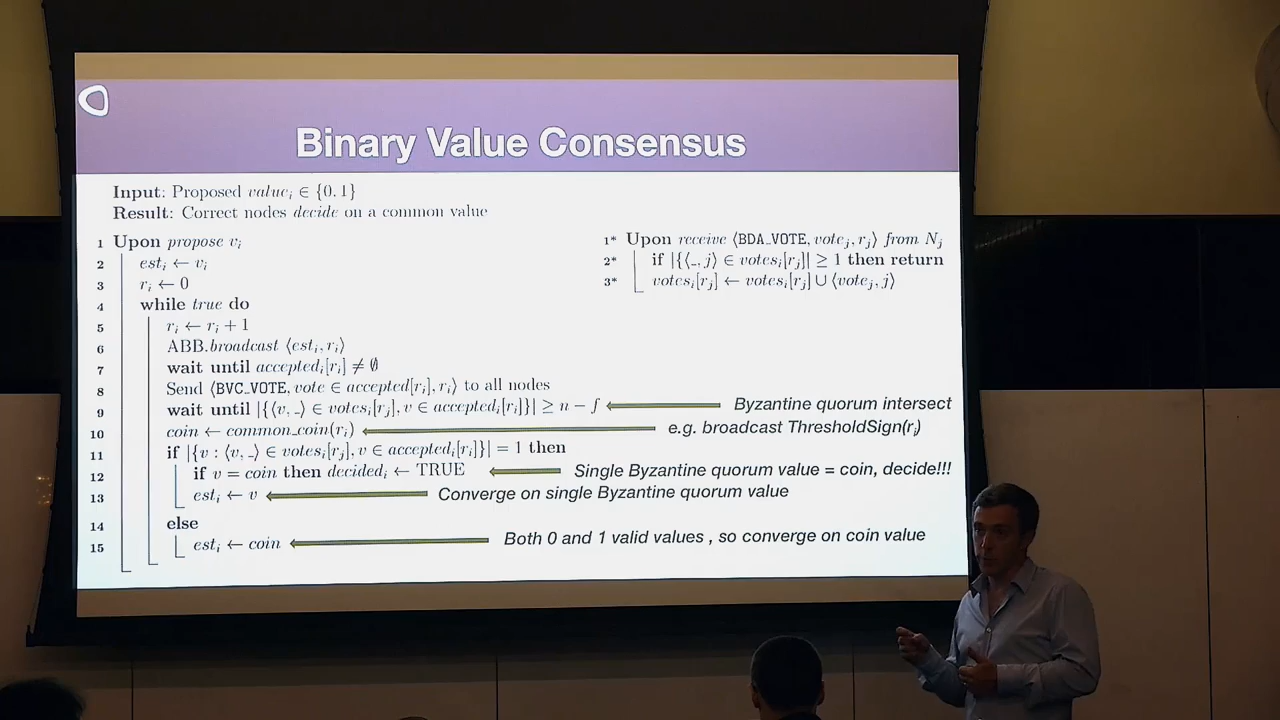 Binary Value Consensus
Input: Proposed value_i ∈ {0, 1}
Result: Correct nodes decide on a common value
1 Upon propose v_i
2 est_i ← v_i
3 r_i ← 0
4 while true do
5 r_i ← r_i + 1
6 ABB.broadcast ⟨est_i, r_i⟩
7 wait until accepted_i[r_i] ≠ ∅
8 Send ⟨BVC_VOTE, vote ∈ accepted[r_i], r_i⟩ to all nodes
9 wait until |{⟨v, _⟩ ∈ votes_i[r_j], v ∈ accepted_i[r_i]}| ≥ n − f
Byzantine quorum intersect
10 coin ← common_coin(r_i)
e.g. broadcast ThresholdSign(r_i)
11 if |{v : ⟨v, _⟩ ∈ votes_i[r_j], v ∈ accepted_i[r_i]}| = 1 then
12 if v = coin then decided_i ← TRUE
Single Byzantine quorum value = coin, decide!!!
13 est_i ← v
Converge on single Byzantine quorum value
14 else
15 est_i ← coin
Both 0 and 1 valid values , so converge on coin value
1* Upon receive ⟨BDA_VOTE, vote_j, r_j⟩ from N_j
2* if |{⟨_, j⟩ ∈ votes_i[r_j]| ≥ 1 then return
3* votes_i[r_j] ← votes_i[r_j] ∪ ⟨vote_j, j⟩